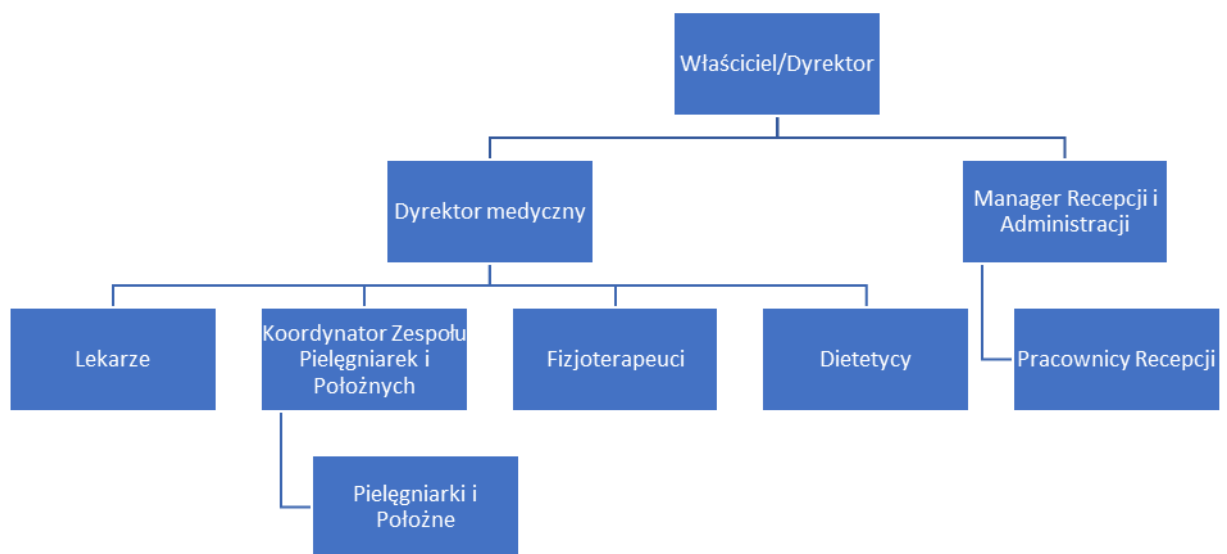 Właściciel/Dyrektor
Dyrektor medyczny
Manager Recepcji i
Administracji
Lekarze
Koordynator Zespołu
Pielęgniarek i
Położnych
Fizjoterapeuci
Dietetycy
Pracownicy Recepcji
Pielęgniarki i
Położne